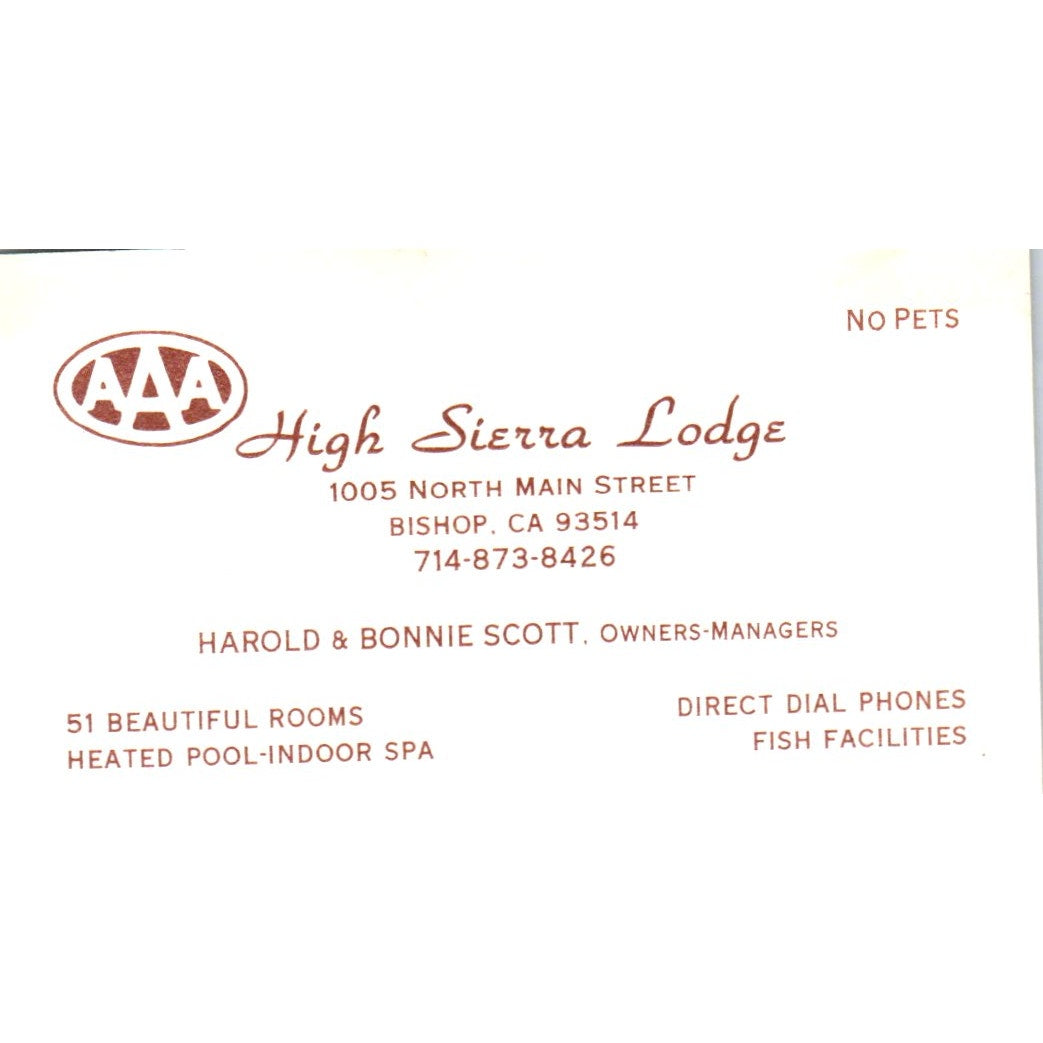 NO PETS
AAA
High Sierra Lodge
1005 NORTH MAIN STREET
BISHOP, CA 93514
714-873-8426
HAROLD & BONNIE SCOTT, OWNERS-MANAGERS
51 BEAUTIFUL ROOMS
HEATED POOL-INDOOR SPA
DIRECT DIAL PHONES
FISH FACILITIES